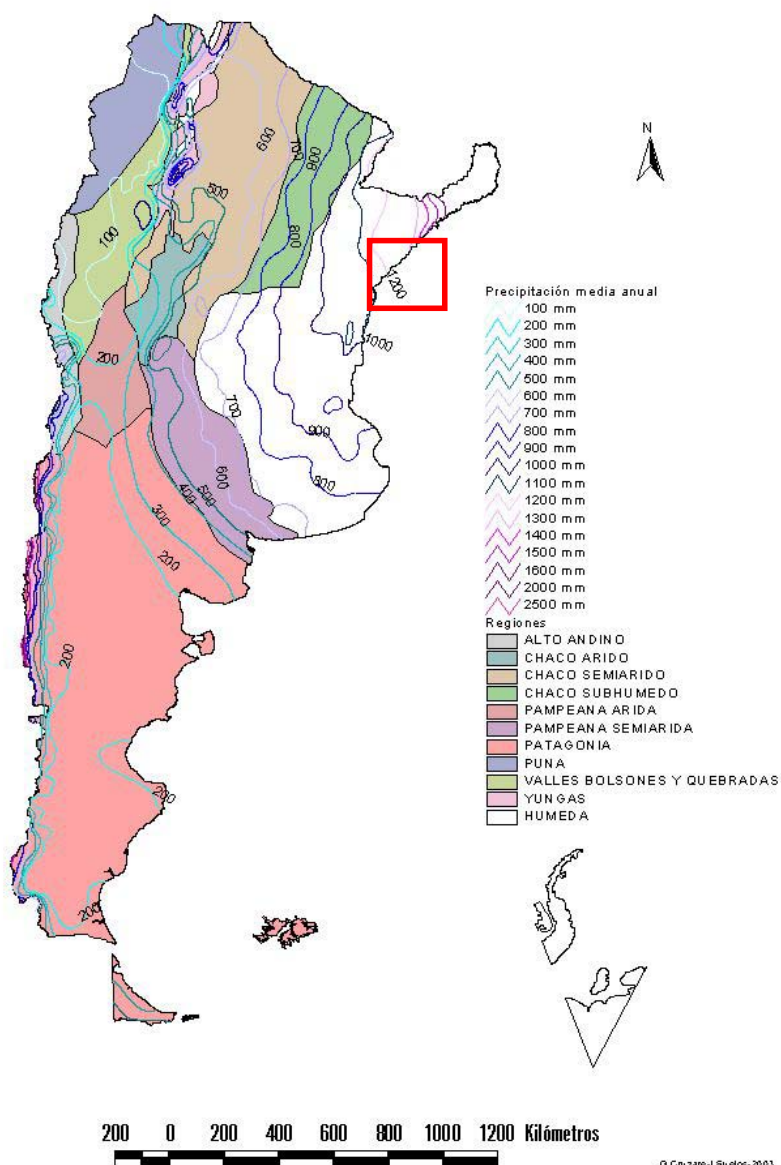 N
600
700
800
500
800
100
1200
1000
200
700
900
600
800
500
400
300
200
200
200
200
Precipitación media anual
100 mm
200 mm
300 mm
400 mm
500 mm
600 mm
700 mm
800 mm
900 mm
1000 mm
1100 mm
1200 mm
1300 mm
1400 mm
1500 mm
1600 mm
2000 mm
2500 mm
Regiones
ALTO ANDINO
CHACO ARIDO
CHACO SEMIARIDO
CHACO SUBHUMEDO
PAMPEANA ARIDA
PAMPEANA SEMIARIDA
PATAGONIA
PUNA
VALLES BOLSONES Y QUEBRADAS
YUNGAS
HUMEDA
200 0 200 400 600 800 1000 1200 Kilómetros